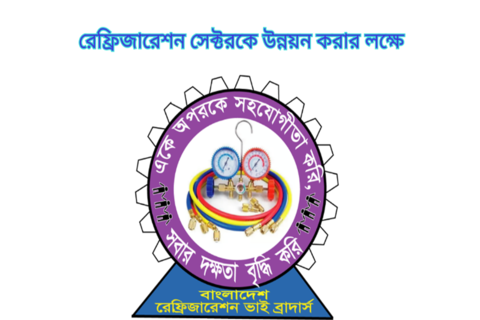 রেফ্রিজারেশন সেক্টরকে উন্নয়ন করার লক্ষে
একে অপরকে সহযোগীতা করি,
সবার দক্ষতা বৃদ্ধি করি
বাংলাদেশ
রেফ্রিজারেশন ভাই ব্রাদার্স